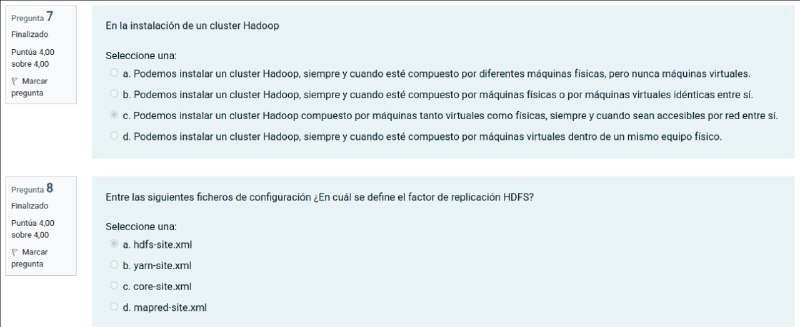 Pregunta 7
Finalizado
Puntúa 4,00
sobre 4,00
Marcar
pregunta
En la instalación de un cluster Hadoop
Seleccione una:
a. Podemos instalar un cluster Hadoop, siempre y cuando esté compuesto por diferentes máquinas físicas, pero nunca máquinas virtuales.
b. Podemos instalar un cluster Hadoop, siempre y cuando esté compuesto por máquinas físicas o por máquinas virtuales idénticas entre sí.
c. Podemos instalar un cluster Hadoop compuesto por máquinas tanto virtuales como físicas, siempre y cuando sean accesibles por red entre sí.
d. Podemos instalar un cluster Hadoop, siempre y cuando esté compuesto por máquinas virtuales dentro de un mismo equipo físico.
Pregunta 8
Finalizado
Puntúa 4,00
sobre 4,00
Marcar
pregunta
Entre las siguientes ficheros de configuración ¿En cuál se define el factor de replicación HDFS?
Seleccione una:
a. hdfs-site.xml
b. yarn-site.xml
c. core-site.xml
d. mapred-site.xml